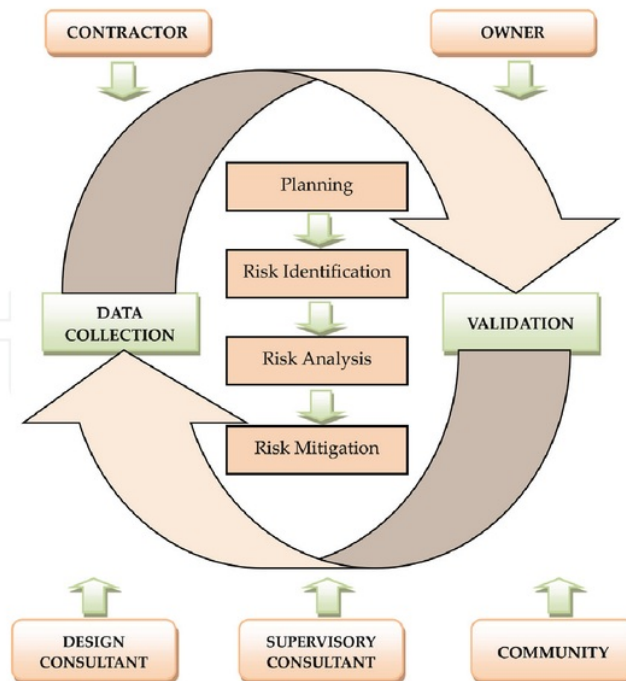 CONTRACTOR
OWNER
Planning
Risk Identification
DATA
COLLECTION
VALIDATION
Risk Analysis
Risk Mitigation
DESIGN
CONSULTANT
SUPERVISORY
CONSULTANT
COMMUNITY